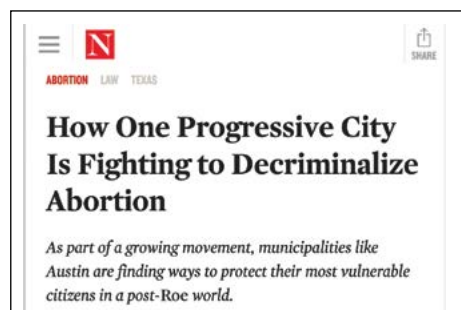 N
SHARE
ABORTION LAW TEXAS
How One Progressive City
Is Fighting to Decriminalize
Abortion
As part of a growing movement, municipalities like
Austin are finding ways to protect their most vulnerable
citizens in a post-Roe world.